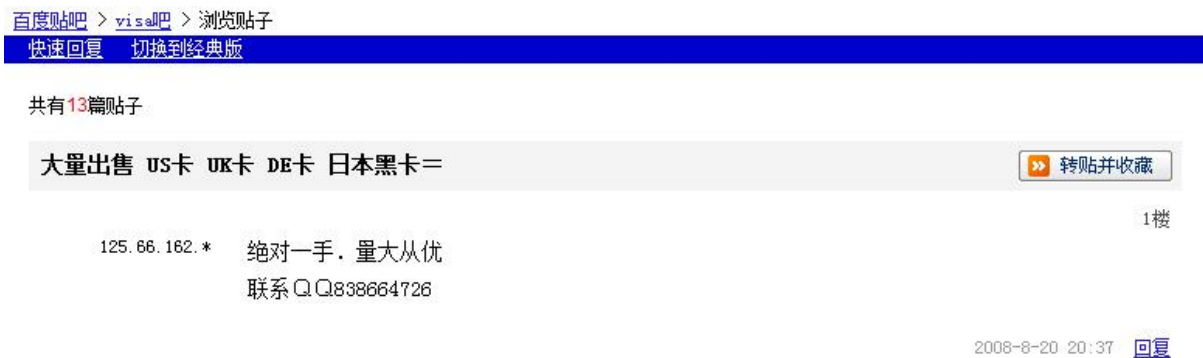 百度贴吧 > visa吧 > 浏览贴子
快速回复 切换到经典版
共有13篇贴子
大量出售 US卡 UK卡 DE卡 日本黑卡＝
转贴并收藏
1楼
125.66.162.* 绝对一手．量大从优
联系ＱＱ838664726
2008-8-20 20:37 回复